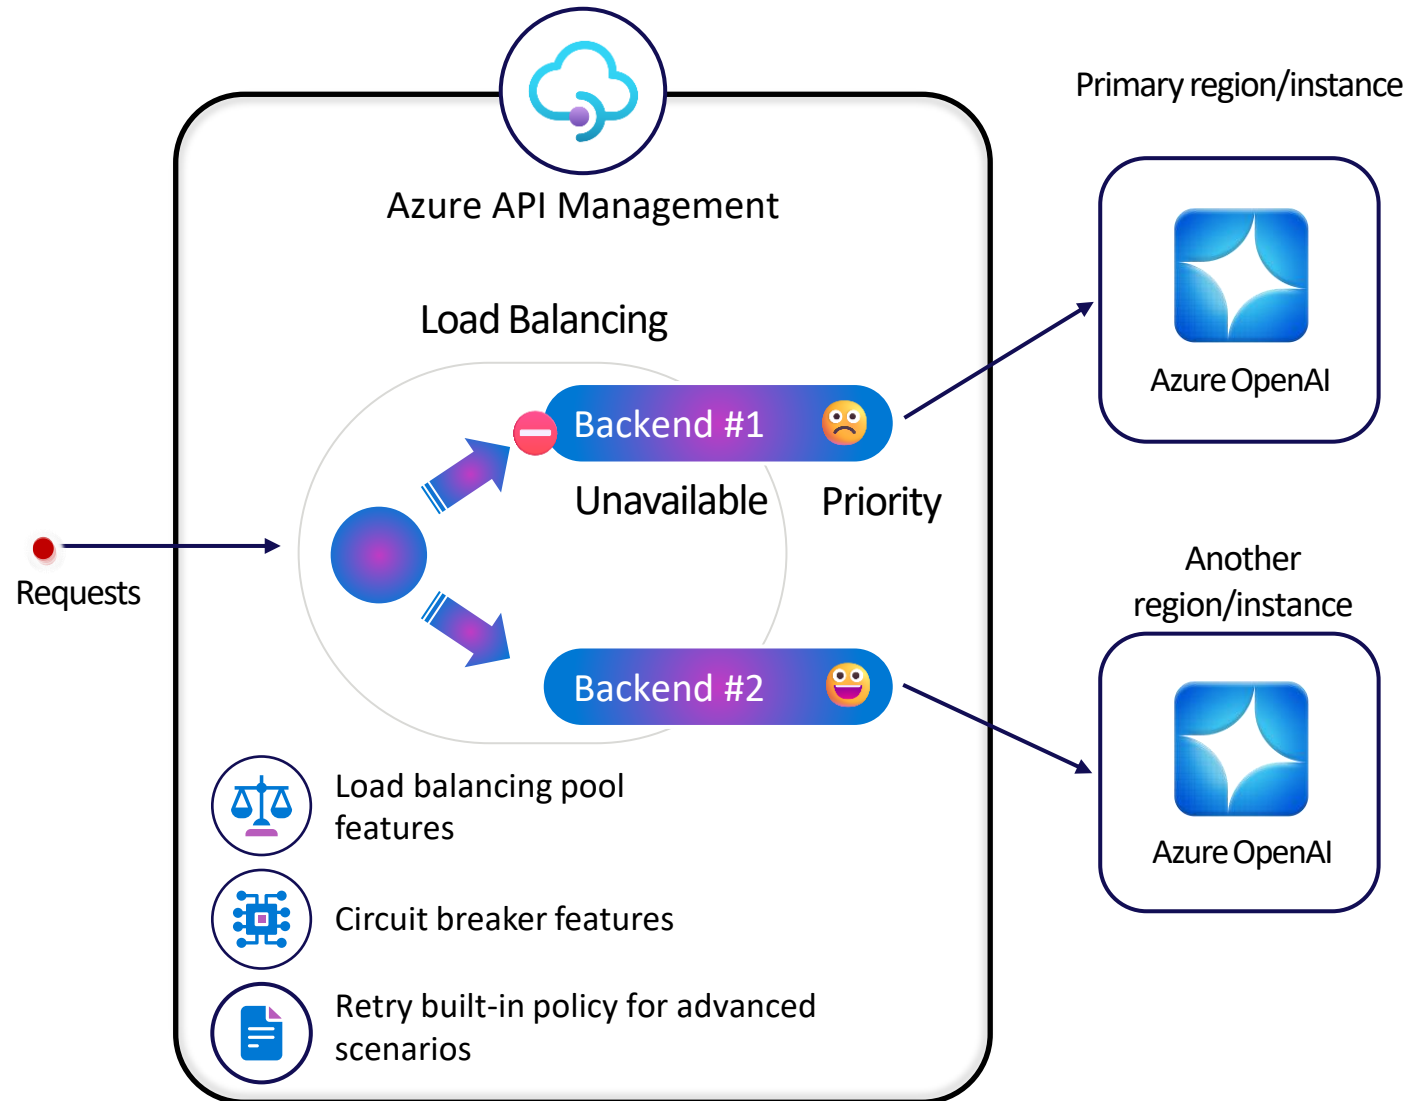 Azure API Management
Primary region/instance
Azure OpenAI
Load Balancing
Backend #1
Unavailable
Priority
Requests
Another
region/instance
Backend #2
Azure OpenAI
Load balancing pool
features
Circuit breaker features
Retry built-in policy for advanced
scenarios